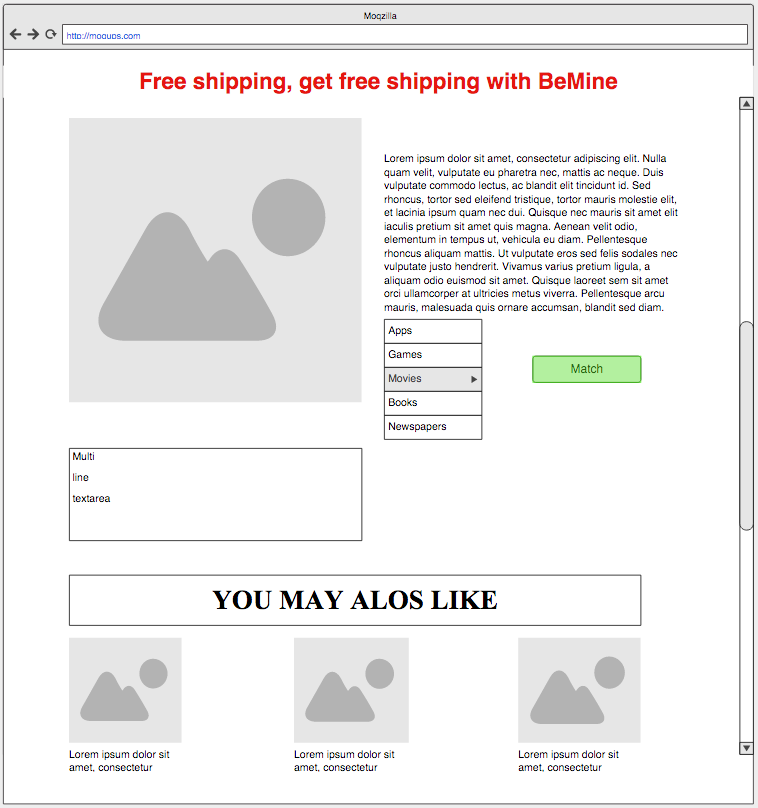 Moqzilla
http://moqups.com
Free shipping, get free shipping with BeMine
Lorem ipsum dolor sit amet, consectetur adipiscing elit. Nulla
quam velit, vulputate eu pharetra nec, mattis ac neque. Duis
vulputate commodo lectus, ac blandit elit tincidunt id. Sed
rhoncus, tortor sed eleifend tristique, tortor mauris molestie elit,
et lacinia ipsum quam nec dui. Quisque nec mauris sit amet elit
iaculis pretium sit amet quis magna. Aenean velit odio,
elementum in tempus ut, vehicula eu diam. Pellentesque
rhoncus aliquam mattis. Ut vulputate eros sed felis sodales nec
vulputate justo hendrerit. Vivamus varius pretium ligula, a
aliquam odio euismod sit amet. Quisque laoreet sem sit amet
orci ullamcorper at ultricies metus viverra. Pellentesque arcu
mauris, malesuada quis ornare accumsan, blandit sed diam.
Apps
Games
Movies
Match
Books
Newspapers
Multi
line
textarea
YOU MAY ALOS LIKE
Lorem ipsum dolor sit
amet, consectetur
Lorem ipsum dolor sit
amet, consectetur
Lorem ipsum dolor sit
amet, consectetur